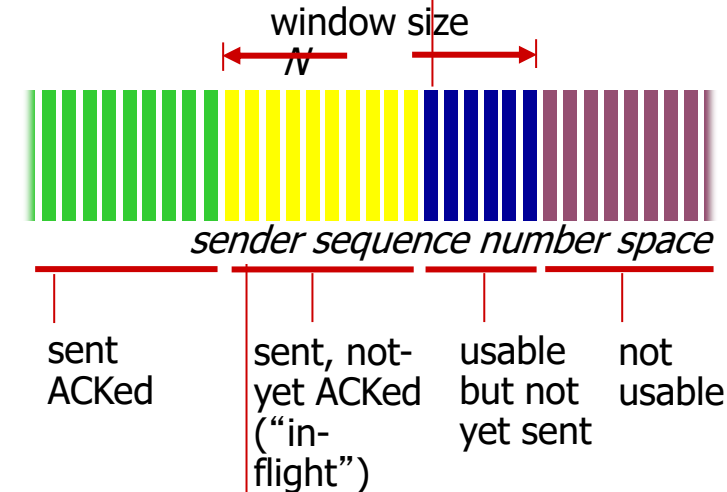 window size
N
sender sequence number space
sent
ACKed
sent, not-
yet ACKed
(“in-
flight”)
usable
but not
yet sent
not
usable